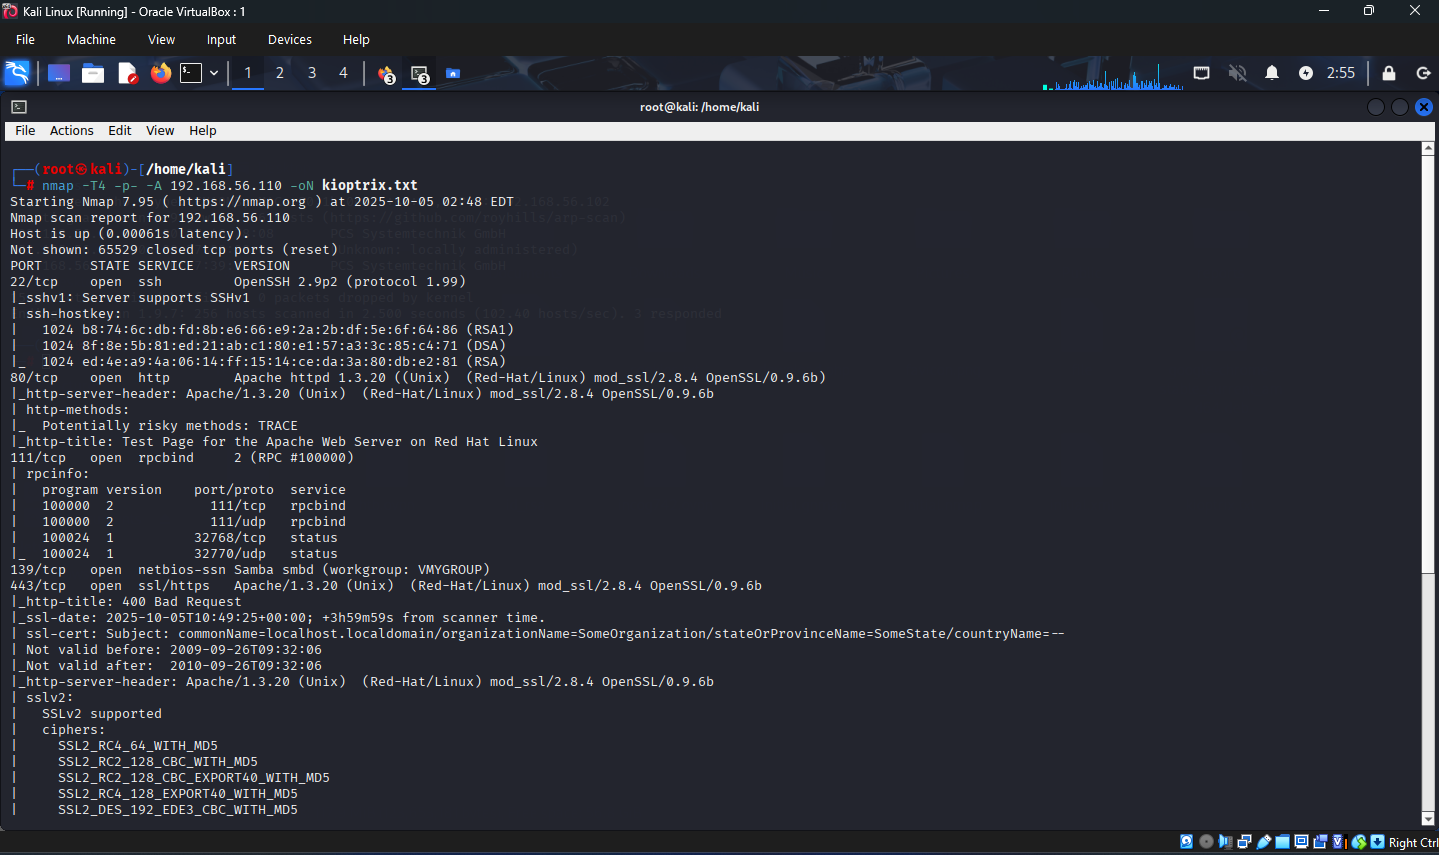 Kali Linux [Running] - Oracle VirtualBox : 1
File Machine View Input Devices Help
1 2 3 4 3 3 2:55
root@kali: /home/kali
File Actions Edit View Help
┌──(root㉿kali)-[/home/kali]
└─# nmap -T4 -p- -A 192.168.56.110 -oN kioptrix.txt
Starting Nmap 7.95 ( https://nmap.org ) at 2025-10-05 02:48 EDT
Nmap scan report for 192.168.56.110
Host is up (0.00061s latency).
Not shown: 65529 closed tcp ports (reset)
PORT      STATE SERVICE     VERSION
22/tcp    open  ssh         OpenSSH 2.9p2 (protocol 1.99)
|_sshv1: Server supports SSHv1
| ssh-hostkey:
|   1024 b8:74:6c:db:fd:8b:e6:66:e9:2a:2b:df:5e:6f:64:86 (RSA1)
|   1024 8f:8e:5b:81:ed:21:ab:c1:80:e1:57:a3:3c:85:c4:71 (DSA)
|_  1024 ed:4e:a9:4a:06:14:ff:15:14:ce:da:3a:80:db:e2:81 (RSA)
80/tcp    open  http        Apache httpd 1.3.20 ((Unix)  (Red-Hat/Linux) mod_ssl/2.8.4 OpenSSL/0.9.6b)
|_http-server-header: Apache/1.3.20 (Unix)  (Red-Hat/Linux) mod_ssl/2.8.4 OpenSSL/0.9.6b
| http-methods:
|_  Potentially risky methods: TRACE
|_http-title: Test Page for the Apache Web Server on Red Hat Linux
111/tcp   open  rpcbind     2 (RPC #100000)
| rpcinfo:
|   program version    port/proto  service
|   100000  2            111/tcp   rpcbind
|   100000  2            111/udp   rpcbind
|   100024  1          32768/tcp   status
|_  100024  1          32770/udp   status
139/tcp   open  netbios-ssn Samba smbd (workgroup: VMYGROUP)
443/tcp   open  ssl/https   Apache/1.3.20 (Unix)  (Red-Hat/Linux) mod_ssl/2.8.4 OpenSSL/0.9.6b
|_http-title: 400 Bad Request
|_ssl-date: 2025-10-05T10:49:25+00:00; +3h59m59s from scanner time.
| ssl-cert: Subject: commonName=localhost.localdomain/organizationName=SomeOrganization/stateOrProvinceName=SomeState/countryName=--
| Not valid before: 2009-09-26T09:32:06
|_Not valid after:  2010-09-26T09:32:06
|_http-server-header: Apache/1.3.20 (Unix)  (Red-Hat/Linux) mod_ssl/2.8.4 OpenSSL/0.9.6b
| sslv2:
|   SSLv2 supported
|   ciphers:
|     SSL2_RC4_64_WITH_MD5
|     SSL2_RC2_128_CBC_WITH_MD5
|     SSL2_RC2_128_CBC_EXPORT40_WITH_MD5
|     SSL2_RC4_128_EXPORT40_WITH_MD5
|     SSL2_DES_192_EDE3_CBC_WITH_MD5
Right Ctrl